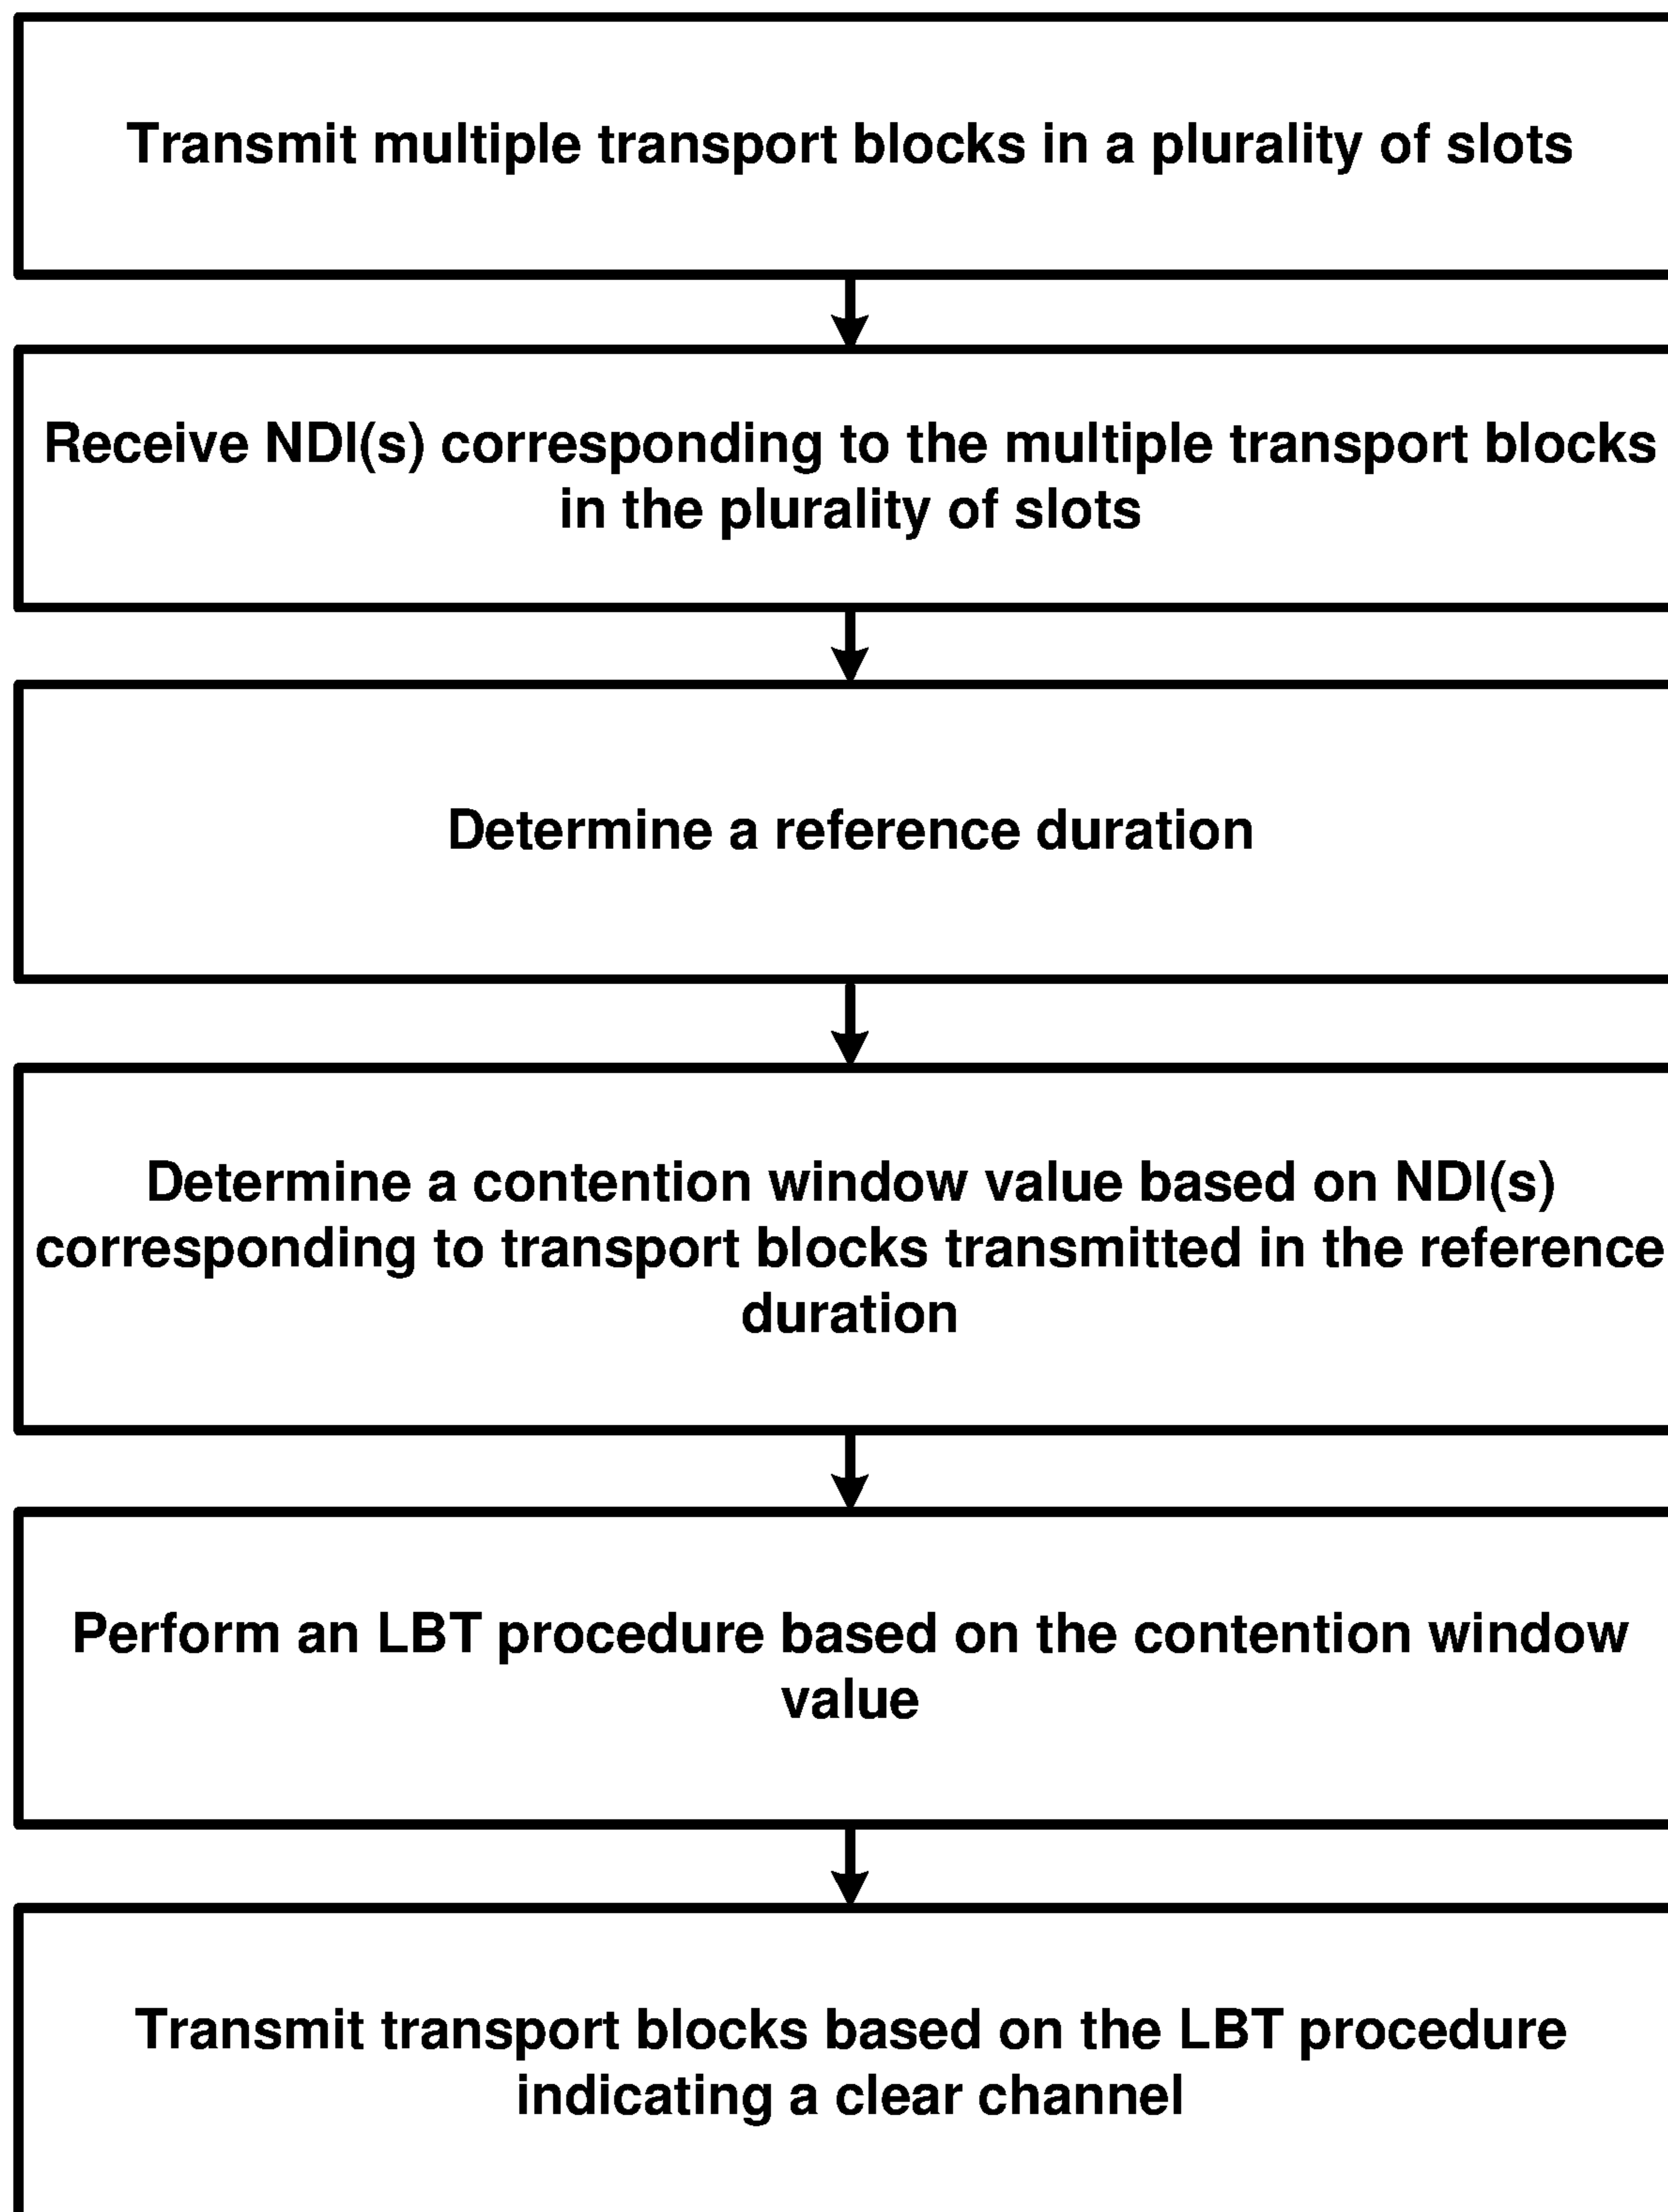 Transmit multiple transport blocks in a plurality of slots
Receive NDI(s) corresponding to the multiple transport blocks
in the plurality of slots
Determine a reference duration
Determine a contention window value based on NDI(s)
corresponding to transport blocks transmitted in the reference
duration
Perform an LBT procedure based on the contention window
value
Transmit transport blocks based on the LBT procedure
indicating a clear channel